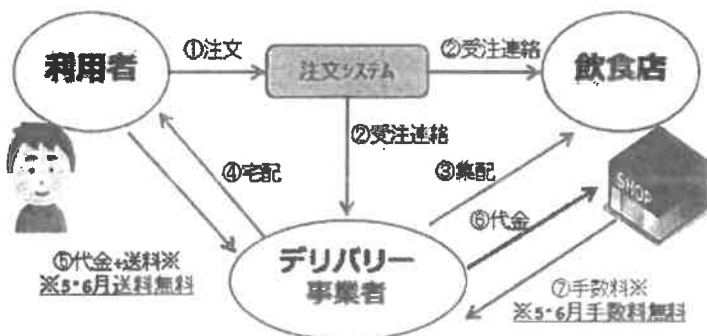 ①注文
②受注連絡
利用者
注文システム
飲食店
②受注連絡
④宅配
③集配
SHOP
⑥代金
⑤代金+送料※
※5・6月送料無料
デリバリー
事業者
⑦手数料※
※5・6月手数料無料